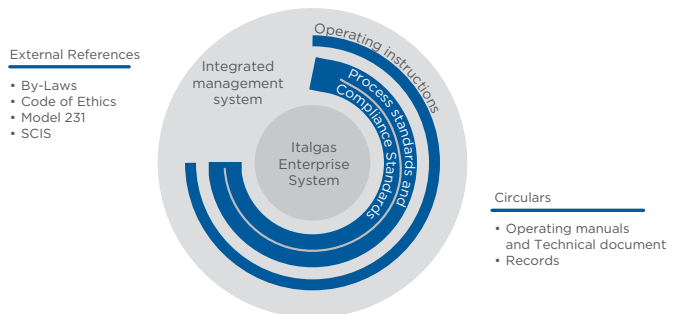 External References
• By-Laws
• Code of Ethics
• Model 231
• SCIS
Integrated
management
system
Operating instructions
Process standards and
Compliance Standards
Italgas
Enterprise
System
Circulars
• Operating manuals
and Technical document
• Records